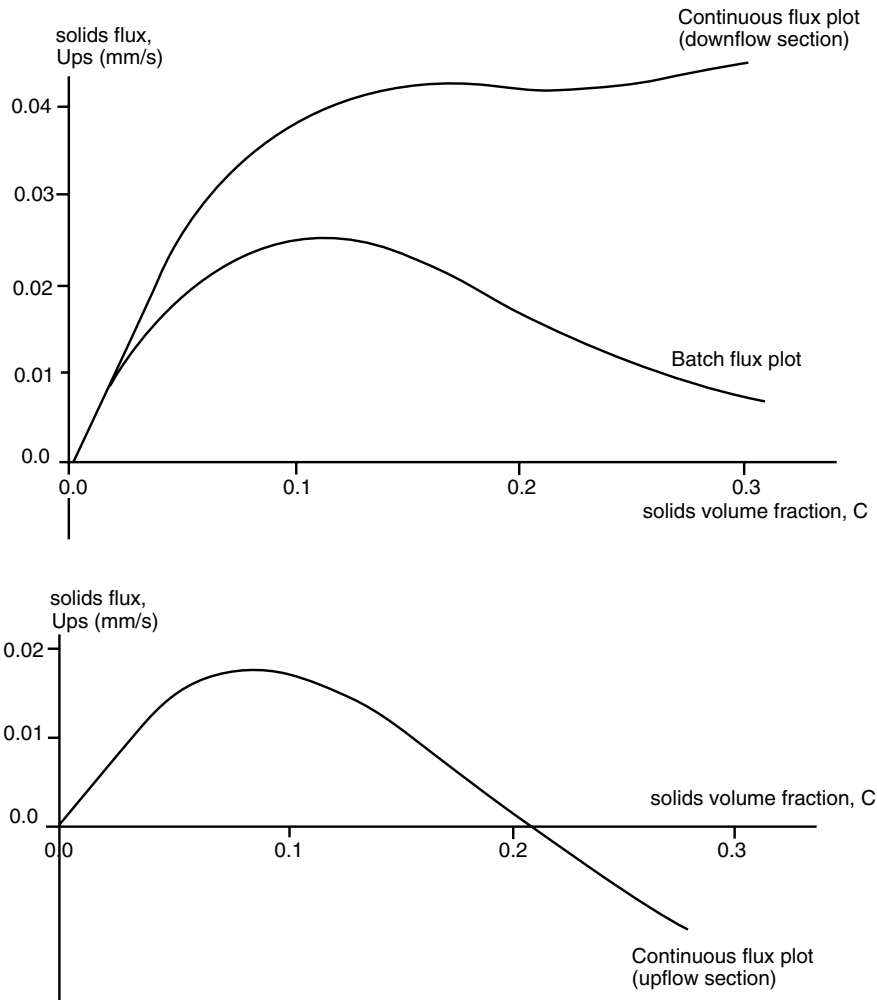 Continuous flux plot
(downflow section)
solids flux,
Ups (mm/s)
0.04
0.03
0.02
0.01
0.0
Batch flux plot
0.0 0.1 0.2 0.3
solids volume fraction, C
solids flux,
Ups (mm/s)
0.02
0.01
0.0
solids volume fraction, C
0.0 0.1 0.2 0.3
Continuous flux plot
(upflow section)